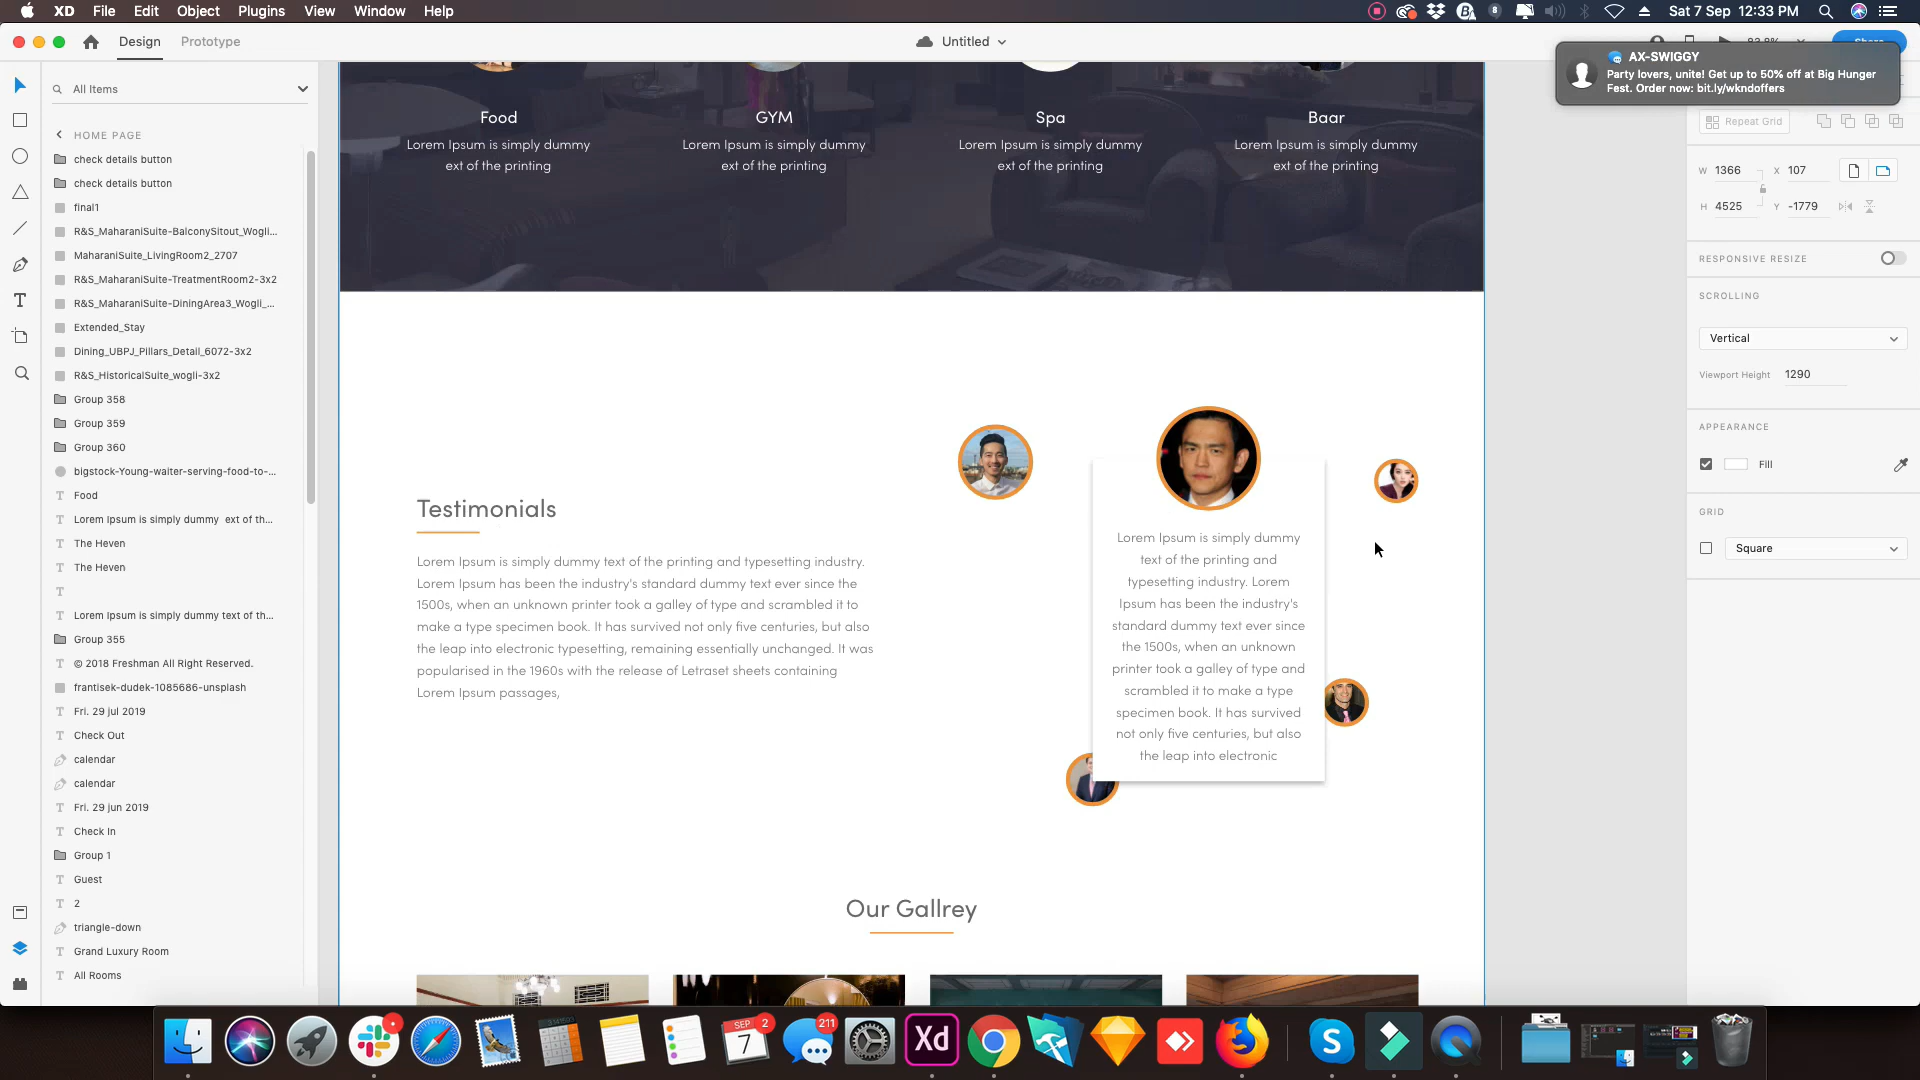 XD File Edit Object Plugins View Window Help
8
Sat 7 Sep 12:33 PM
Design Prototype
Untitled
AX-SWIGGY
Party lovers, unite! Get up to 50% off at Big Hunger
Fest. Order now: bit.ly/wkndoffers
All Items
HOME PAGE
check details button
check details button
final1
R&S_MaharaniSuite-BalconySitout_Wogli...
MaharaniSuite_LivingRoom2_2707
R&S_MaharaniSuite-TreatmentRoom2-3x2
R&S_MaharaniSuite-DiningArea3_Wogli_...
Extended_Stay
Dining_UBPJ_Pillars_Detail_6072-3x2
R&S_HistoricalSuite_wogli-3x2
Group 358
Group 359
Group 360
bigstock-Young-waiter-serving-food-to-...
Food
Lorem Ipsum is simply dummy ext of th...
The Heven
The Heven
Lorem Ipsum is simply dummy text of th...
Group 355
© 2018 Freshman All Right Reserved.
frantisek-dudek-1085686-unsplash
Fri. 29 jul 2019
Check Out
calendar
calendar
Fri. 29 jun 2019
Check In
Group 1
Guest
2
triangle-down
Grand Luxury Room
All Rooms
Food
Lorem Ipsum is simply dummy
ext of the printing
GYM
Lorem Ipsum is simply dummy
ext of the printing
Spa
Lorem Ipsum is simply dummy
ext of the printing
Baar
Lorem Ipsum is simply dummy
ext of the printing
Testimonials
Lorem Ipsum is simply dummy text of the printing and typesetting industry.
Lorem Ipsum has been the industry's standard dummy text ever since the
1500s, when an unknown printer took a galley of type and scrambled it to
make a type specimen book. It has survived not only five centuries, but also
the leap into electronic typesetting, remaining essentially unchanged. It was
popularised in the 1960s with the release of Letraset sheets containing
Lorem Ipsum passages,
Lorem Ipsum is simply dummy
text of the printing and
typesetting industry. Lorem
Ipsum has been the industry's
standard dummy text ever since
the 1500s, when an unknown
printer took a galley of type and
scrambled it to make a type
specimen book. It has survived
not only five centuries, but also
the leap into electronic
Our Gallrey
Repeat Grid
W 1366 X 107
H 4525 Y -1779
RESPONSIVE RESIZE
SCROLLING
Vertical
Viewport Height 1290
APPEARANCE
Fill
GRID
Square
SEP 2
7
211
Xd